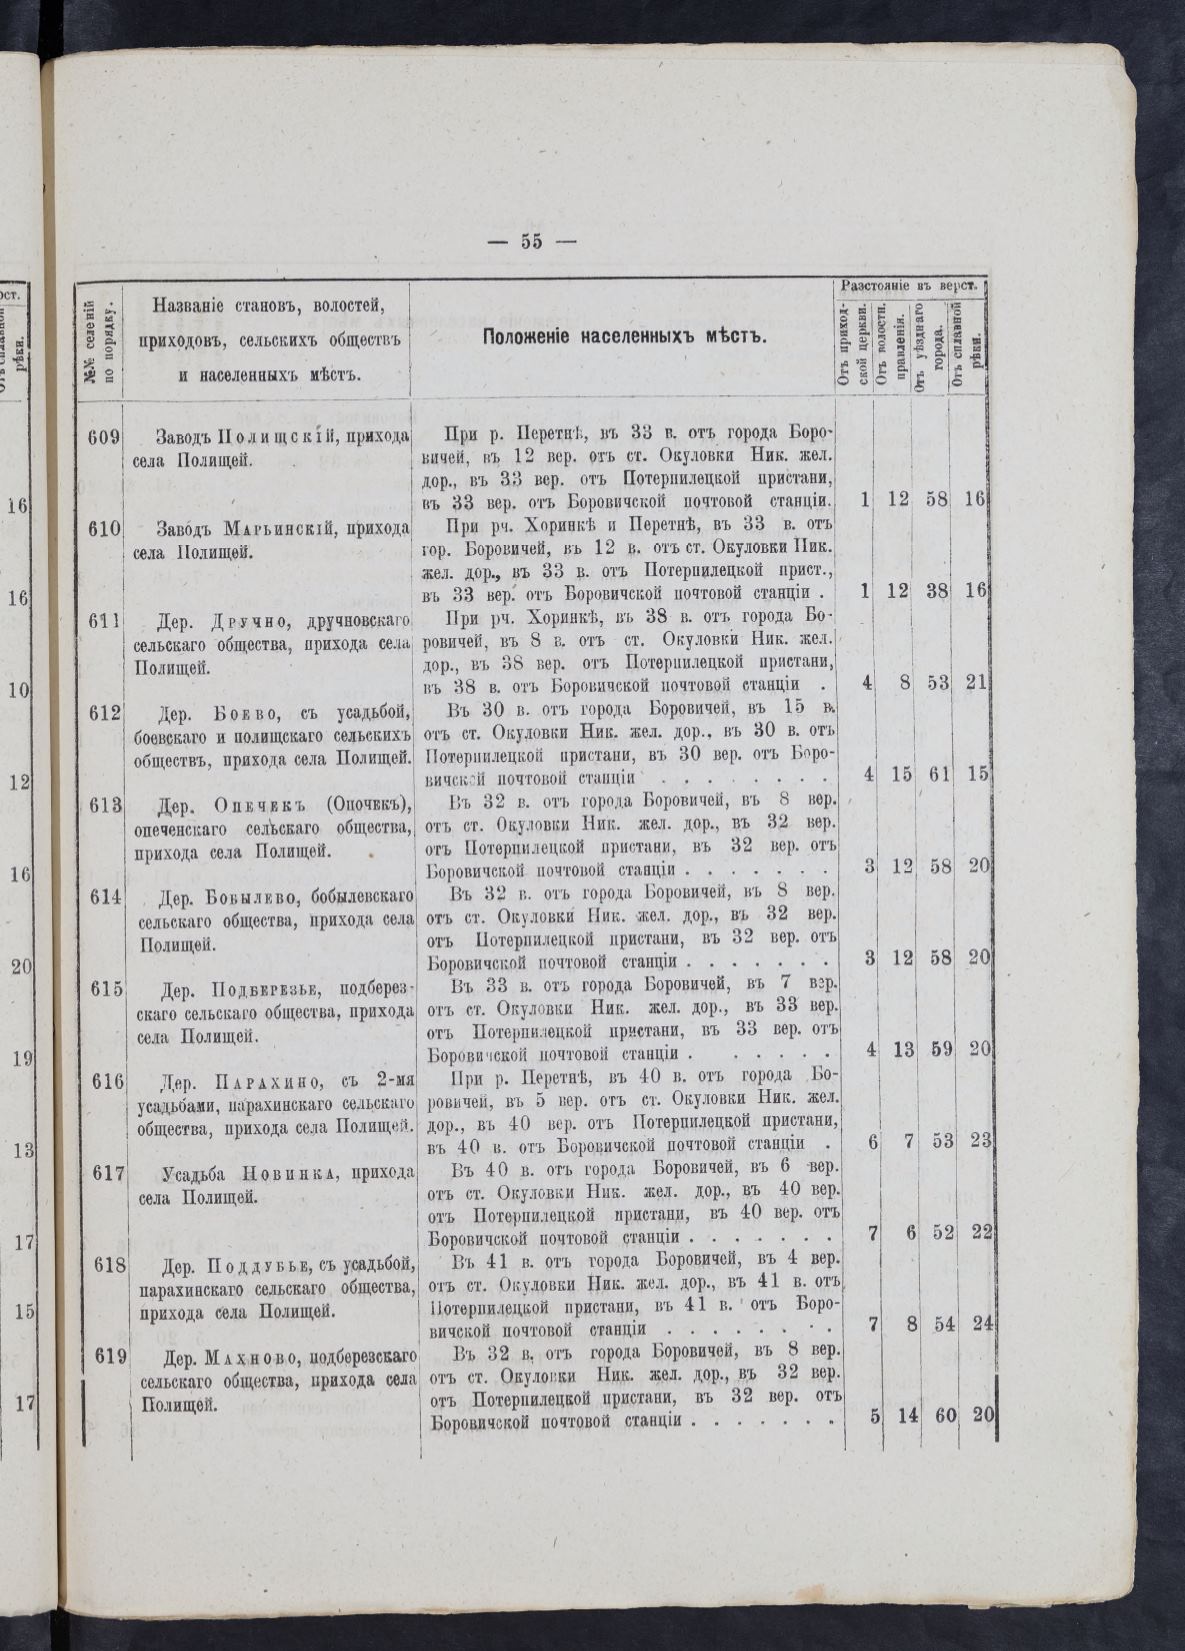 — 55 —
№№ селеній по порядку.
Названіе становъ, волостей,
приходовъ, сельскихъ обществъ
и населенныхъ мѣстъ.
Положеніе населенныхъ мѣстъ.
Разстояніе въ верст.
Отъ приход-
ской церкви.
Отъ волости.
правленія.
Отъ уѣзднаго
города.
Отъ сплавной
рѣки.
609 Заводъ Полищскій, прихода
села Полищей.
При р. Перетнѣ, въ 33 в. отъ города Боро-
вичей, въ 12 вер. отъ ст. Окуловки Ник. жел.
дор., въ 33 вер. отъ Потерпилецкой пристани,
въ 33 вер. отъ Боровичской почтовой станціи. 1 12 58 16
610 Заводъ Марьинскій, прихода
села Полищей.
При рч. Хоринкѣ и Перетнѣ, въ 33 в. отъ
гор. Боровичей, въ 12 в. отъ ст. Окуловки Ник.
жел. дор., въ 33 в. отъ Потерпилецкой прист.,
въ 33 вер. отъ Боровичской почтовой станціи . 1 12 38 16
611 Дер. Дручно, дручновскаго
сельскаго общества, прихода села
Полищей.
При рч. Хоринкѣ, въ 38 в. отъ города Бо-
ровичей, въ 8 в. отъ ст. Окуловки Ник. жел.
дор., въ 38 вер. отъ Потерпилецкой пристани,
въ 38 в. отъ Боровичской почтовой станціи . 4 8 53 21
612 Дер. Боево, съ усадьбой,
боевскаго и полищскаго сельскихъ
обществъ, прихода села Полищей.
Въ 30 в. отъ города Боровичей, въ 15 в.
отъ ст. Окуловки Ник. жел. дор., въ 30 в. отъ
Потерпилецкой пристани, въ 30 вер. отъ Боро-
вичской почтовой станціи . . . . . . . . 4 15 61 15
613 Дер. Опечекъ (Опочекъ),
опеченскаго сельскаго общества,
прихода села Полищей.
Въ 32 в. отъ города Боровичей, въ 8 вер.
отъ ст. Окуловки Ник. жел. дор., въ 32 вер.
отъ Потерпилецкой пристани, въ 32 вер. отъ
Боровичской почтовой станціи . . . . . . . 3 12 58 20
614 Дер. Бобылево, бобылевскаго
сельскаго общества, прихода села
Полищей.
Въ 32 в. отъ города Боровичей, въ 8 вер.
отъ ст. Окуловки Ник. жел. дор., въ 32 вер.
отъ Потерпилецкой пристани, въ 32 вер. отъ
Боровичской почтовой станціи . . . . . . . 3 12 58 20
615 Дер. Подберезье, подберез-
скаго сельскаго общества, прихода
села Полищей.
Въ 33 в. отъ города Боровичей, въ 7 вер.
отъ ст. Окуловки Ник. жел. дор., въ 33 вер.
отъ Потерпилецкой пристани, въ 33 вер. отъ
Боровичской почтовой станціи . . . . . . 4 13 59 20
616 Дер. Парахино, съ 2-мя
усадьбами, парахинскаго сельскаго
общества, прихода села Полищей.
При р. Перетнѣ, въ 40 в. отъ города Бо-
ровичей, въ 5 вер. отъ ст. Окуловки Ник. жел.
дор., въ 40 вер. отъ Потерпилецкой пристани,
въ 40 в. отъ Боровичской почтовой станціи . 6 7 53 23
617 Усадьба Новинка, прихода
села Полищей.
Въ 40 в. отъ города Боровичей, въ 6 вер.
отъ ст. Окуловки Ник. жел. дор., въ 40 вер.
отъ Потерпилецкой пристани, въ 40 вер. отъ
Боровичской почтовой станціи . . . . . . . 7 6 52 22
618 Дер. Поддубье, съ усадьбой,
парахинскаго сельскаго общества,
прихода села Полищей.
Въ 41 в. отъ города Боровичей, въ 4 вер.
отъ ст. Окуловки Ник. жел. дор., въ 41 в. отъ
Потерпилецкой пристани, въ 41 в. отъ Боро-
вичской почтовой станціи . . . . . . . . 7 8 54 24
619 Дер. Махново, подберезскаго
сельскаго общества, прихода села
Полищей.
Въ 32 в. отъ города Боровичей, въ 8 вер.
отъ ст. Окуловки Ник. жел. дор., въ 32 вер.
отъ Потерпилецкой пристани, въ 32 вер. отъ
Боровичской почтовой станціи . . . . . . . 5 14 60 20
рѣки.
16
16
10
12
16
20
19
13
17
15
17